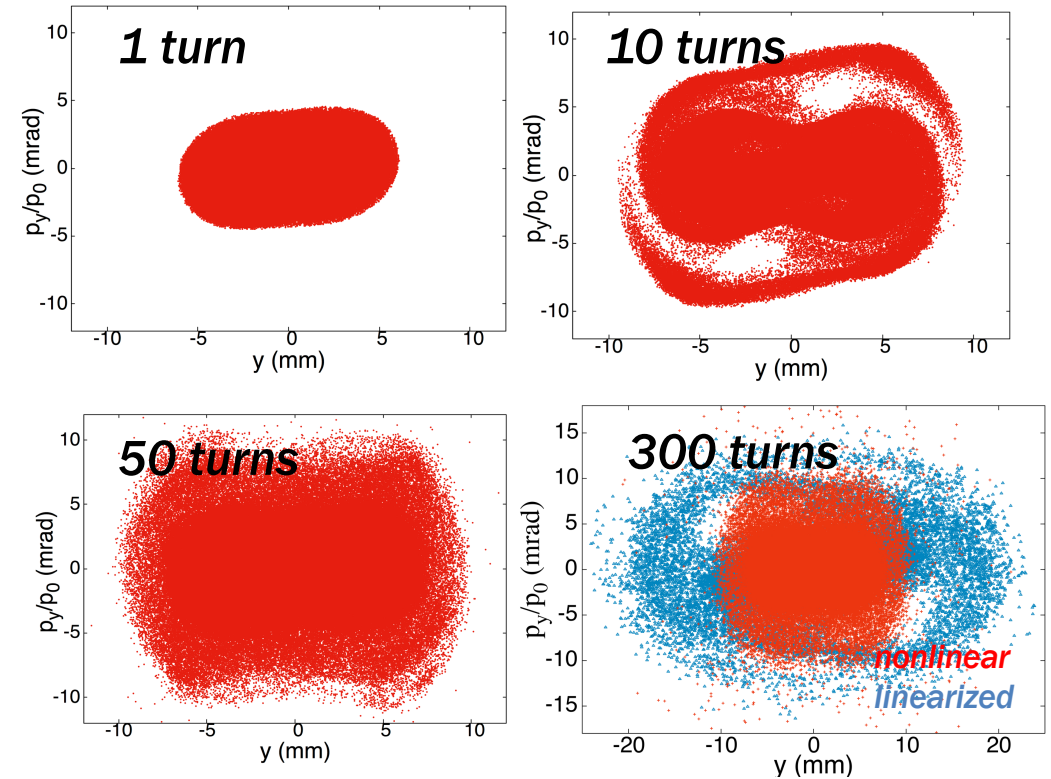 1 turn
10
5
0
-5
-10
p_y/p_0 (mrad)
-10 -5 0 5 10
y (mm)
10 turns
10
5
0
-5
-10
p_y/p_0 (mrad)
-10 -5 0 5 10
y (mm)
50 turns
10
5
0
-5
-10
p_y/p_0 (mrad)
-10 -5 0 5 10
y (mm)
300 turns
15
10
5
0
-5
-10
-15
p_y/p_0 (mrad)
nonlinear
linearized
-20 -10 0 10 20
y (mm)